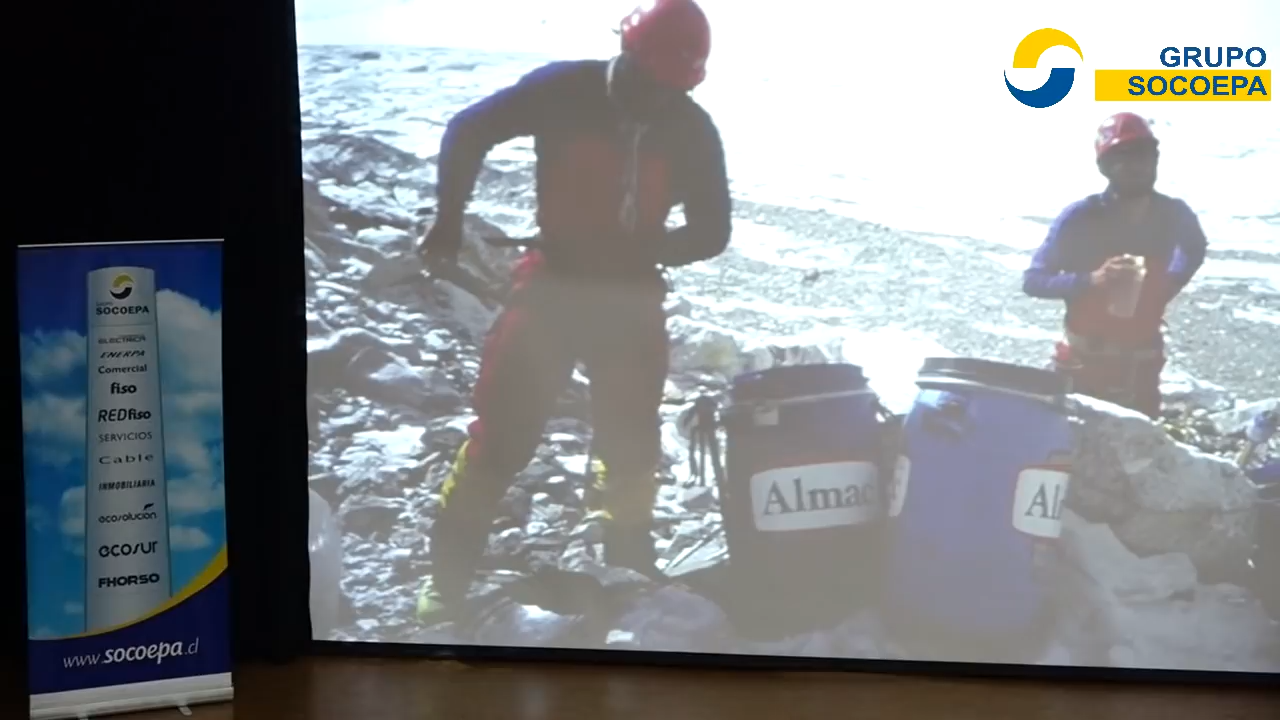 GRUPO
SOCOEPA
SOCOEPA
ELECTRICA
ENERPA
Comercial
fiso
REDfiso
SERVICIOS
Cable
INMOBILIARIA
ecosolución
ecosur
FHORSO
www.socoepa.cl
Almac
Al